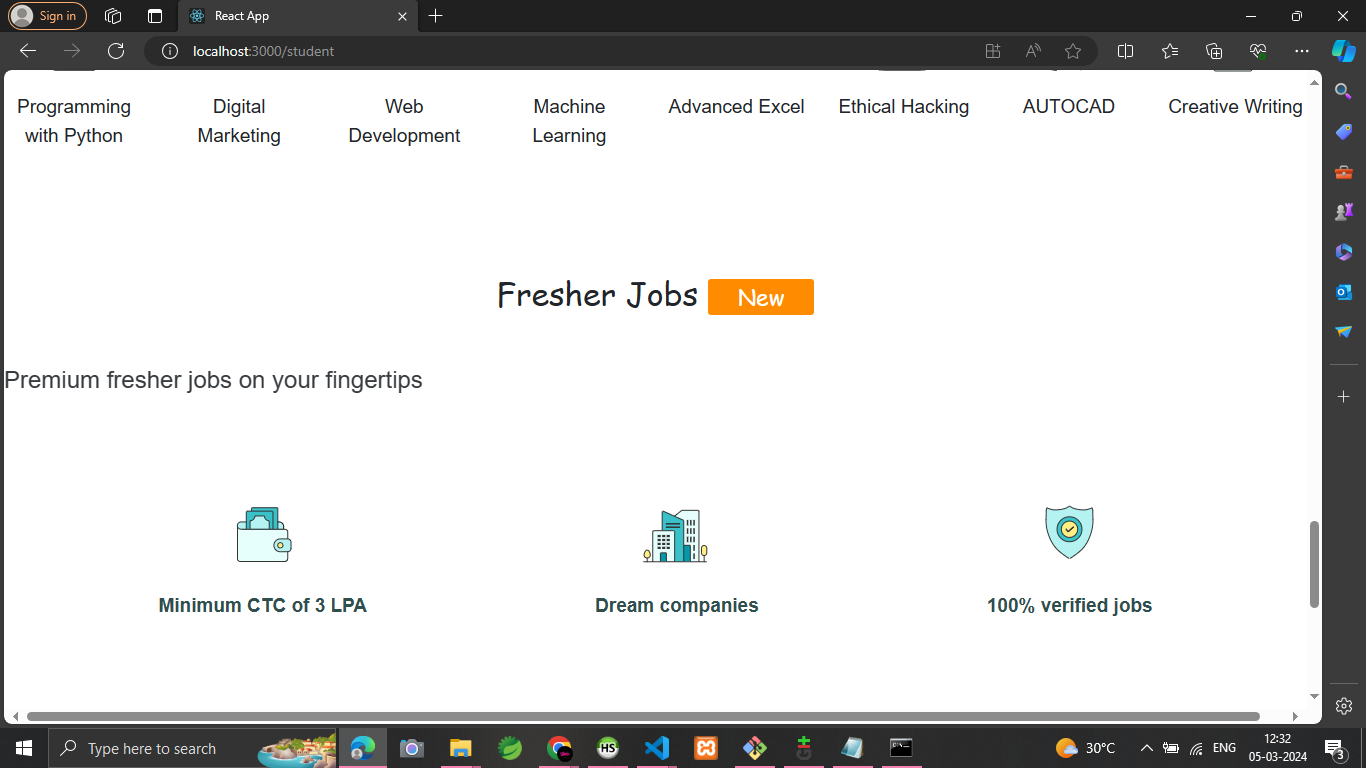 Sign in
React App
localhost:3000/student
Programming
with Python
Digital
Marketing
Web
Development
Machine
Learning
Advanced Excel
Ethical Hacking
AUTOCAD
Creative Writing
Fresher Jobs New
Premium fresher jobs on your fingertips
Minimum CTC of 3 LPA
Dream companies
100% verified jobs
Type here to search
HS
30°C
ENG
12:32
05-03-2024
3